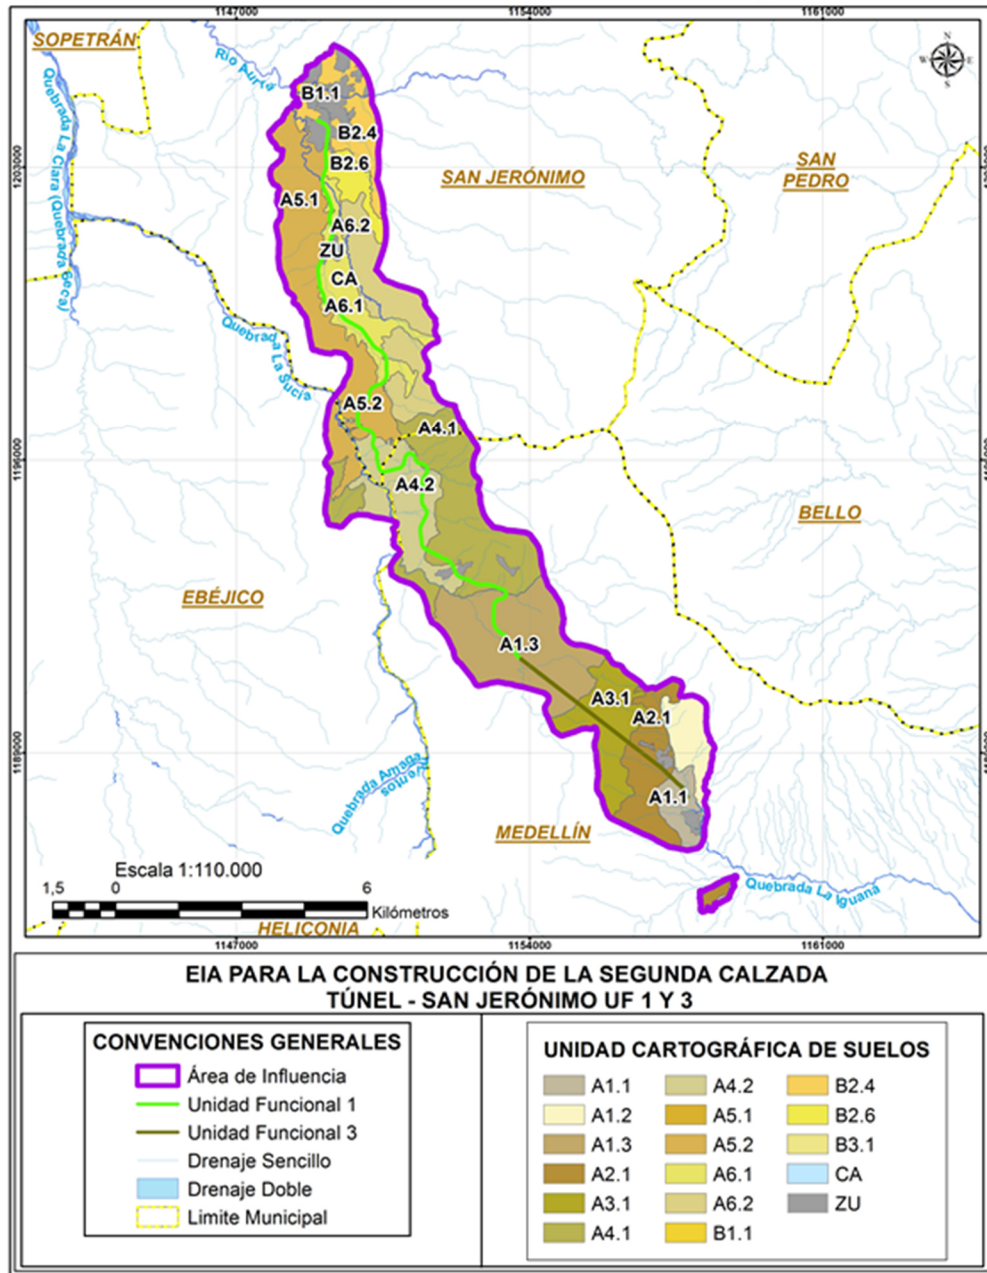 1147000 1154000 1161000
SOPETRÁN
Río Aurrá
B1.1
B2.4
B2.6
SAN JERÓNIMO
SAN
PEDRO
1203000
A5.1
A6.2
ZU
CA
A6.1
Quebrada La Clara (Quebrada Seca)
Quebrada La Sucia
A5.2
A4.1
1196000
A4.2
BELLO
EBÉJICO
A1.3
A3.1
A2.1
1189000
A1.1
MEDELLÍN
Quebrada La Iguaná
Escala 1:110.000
1,5 0 6
Kilómetros
HELICONIA
1147000 1154000 1161000
EIA PARA LA CONSTRUCCIÓN DE LA SEGUNDA CALZADA
TÚNEL - SAN JERÓNIMO UF 1 Y 3
CONVENCIONES GENERALES
Área de Influencia
Unidad Funcional 1
Unidad Funcional 3
Drenaje Sencillo
Drenaje Doble
Limite Municipal
UNIDAD CARTOGRÁFICA DE SUELOS
A1.1 A4.2 B2.4
A1.2 A5.1 B2.6
A1.3 A5.2 B3.1
A2.1 A6.1 CA
A3.1 A6.2 ZU
A4.1 B1.1